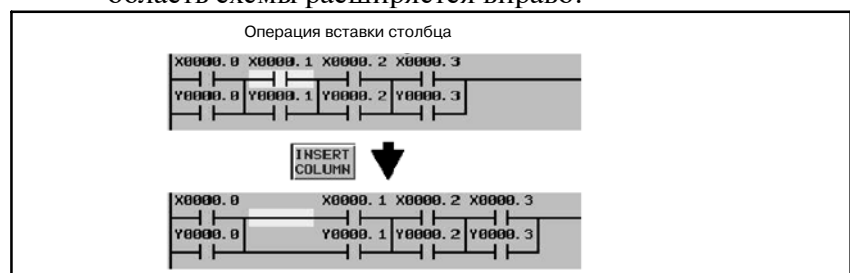 область схемы расширяется вправо.
Операция вставки столбца
X0000.0 X0000.1 X0000.2 X0000.3
Y0000.0 Y0000.1 Y0000.2 Y0000.3
INSERT
COLUMN
X0000.0 X0000.1 X0000.2 X0000.3
Y0000.0 Y0000.1 Y0000.2 Y0000.3